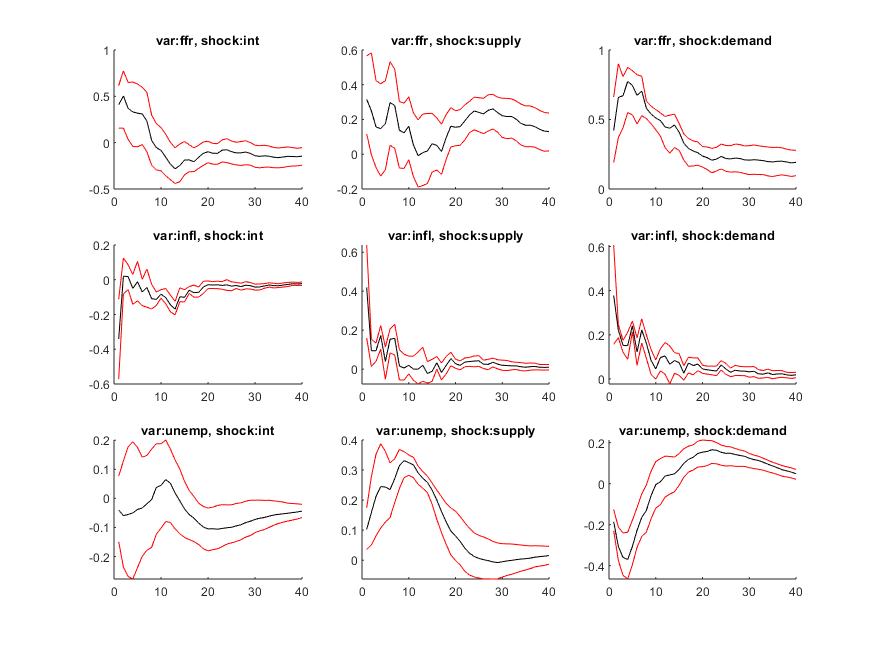 var:ffr, shock:int
1
0.5
0
-0.5
0 10 20 30 40
var:ffr, shock:supply
0.6
0.4
0.2
0
-0.2
0 10 20 30 40
var:ffr, shock:demand
1
0.5
0
0 10 20 30 40
var:infl, shock:int
0.2
0
-0.2
-0.4
-0.6
0 10 20 30 40
var:infl, shock:supply
0.6
0.4
0.2
0
0 10 20 30 40
var:infl, shock:demand
0.6
0.4
0.2
0
0 10 20 30 40
var:unemp, shock:int
0.2
0.1
0
-0.1
-0.2
0 10 20 30 40
var:unemp, shock:supply
0.4
0.3
0.2
0.1
0
0 10 20 30 40
var:unemp, shock:demand
0.2
0
-0.2
-0.4
0 10 20 30 40